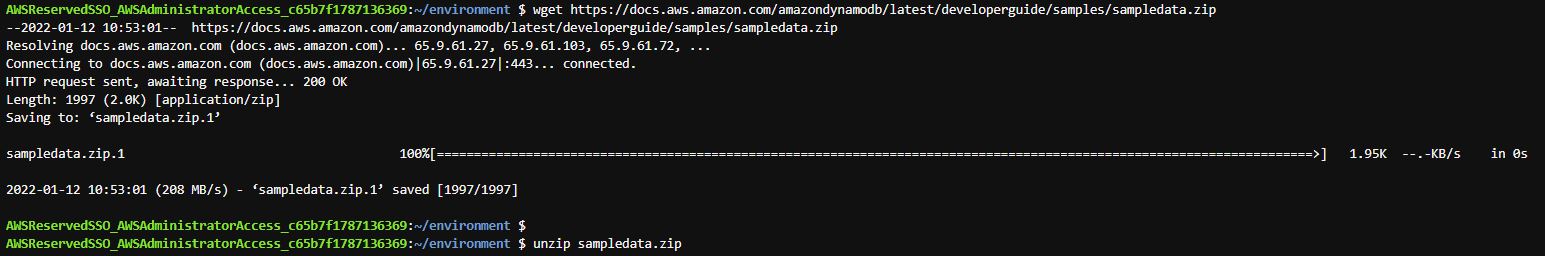 AWSReservedSSO_AWSAdministratorAccess_c65b7f1787136369:~/environment $ wget https://docs.aws.amazon.com/amazondynamodb/latest/developerguide/samples/sampledata.zip
--2022-01-12 10:53:01--  https://docs.aws.amazon.com/amazondynamodb/latest/developerguide/samples/sampledata.zip
Resolving docs.aws.amazon.com (docs.aws.amazon.com)... 65.9.61.27, 65.9.61.103, 65.9.61.72, ...
Connecting to docs.aws.amazon.com (docs.aws.amazon.com)|65.9.61.27|:443... connected.
HTTP request sent, awaiting response... 200 OK
Length: 1997 (2.0K) [application/zip]
Saving to: ‘sampledata.zip.1’
sampledata.zip.1 100%[=======================================================================================================================>] 1.95K --.-KB/s in 0s
2022-01-12 10:53:01 (208 MB/s) - ‘sampledata.zip.1’ saved [1997/1997]
AWSReservedSSO_AWSAdministratorAccess_c65b7f1787136369:~/environment $
AWSReservedSSO_AWSAdministratorAccess_c65b7f1787136369:~/environment $ unzip sampledata.zip